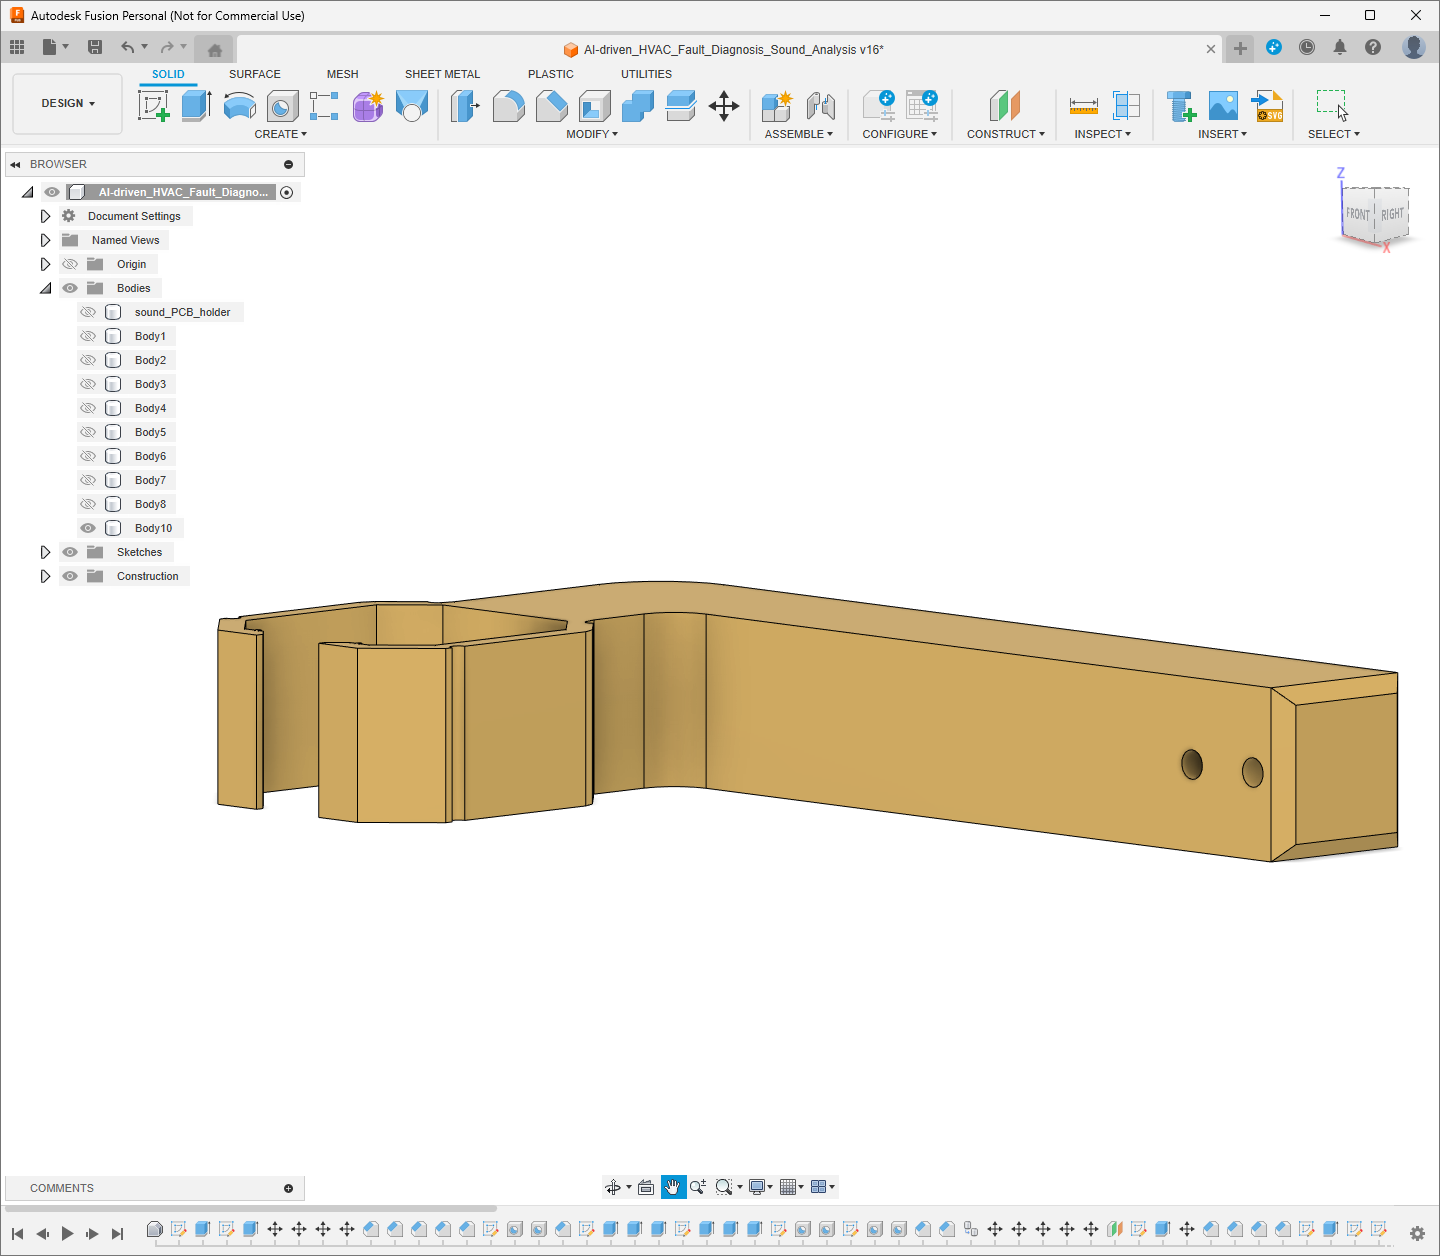 Autodesk Fusion Personal (Not for Commercial Use)
AI-driven_HVAC_Fault_Diagnosis_Sound_Analysis v16*
SOLID SURFACE MESH SHEET METAL PLASTIC UTILITIES
DESIGN
SVG
CREATE MODIFY ASSEMBLE CONFIGURE CONSTRUCT INSPECT INSERT SELECT
BROWSER
AI-driven_HVAC_Fault_Diagno...
Document Settings
Named Views
Origin
Bodies
sound_PCB_holder
Body1
Body2
Body3
Body4
Body5
Body6
Body7
Body8
Body10
Sketches
Construction
Z
FRONT RIGHT
X
COMMENTS